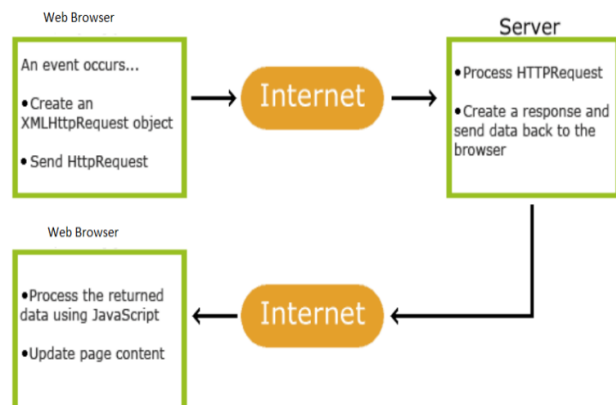 Web Browser
An event occurs...
•Create an
XMLHttpRequest object
•Send HttpRequest
Internet
Server
•Process HTTPRequest
•Create a response and
send data back to the
browser
Web Browser
•Process the returned
data using JavaScript
•Update page content
Internet